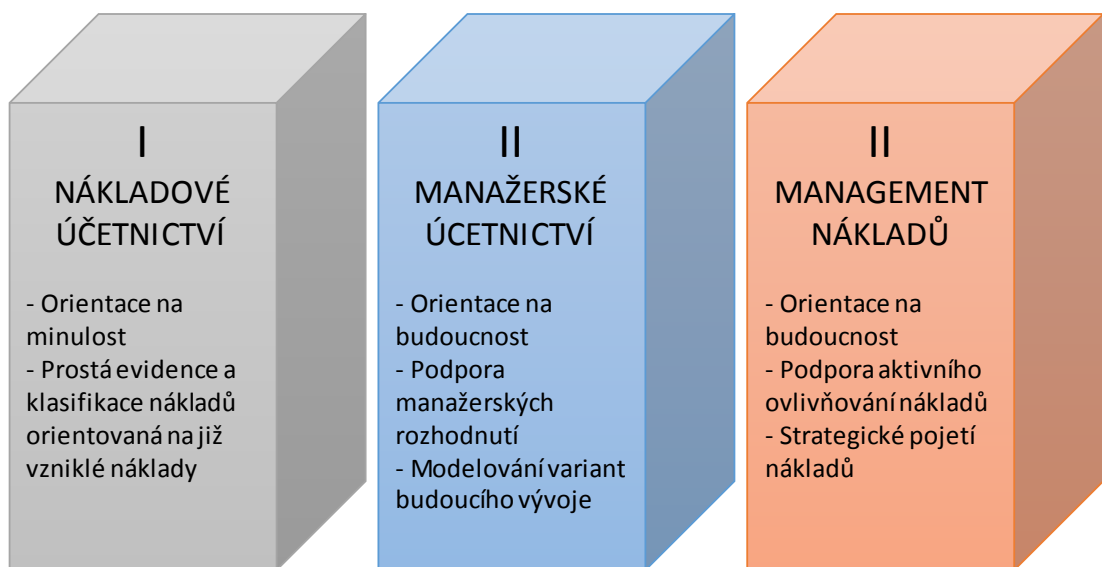 I
NÁKLADOVÉ
ÚČETNICTVÍ
- Orientace na
minulost
- Prostá evidence a
klasifikace nákladů
orientovaná na již
vzniklé náklady
II
MANAŽERSKÉ
ÚCETNICTVÍ
- Orientace na
budoucnost
- Podpora
manažerských
rozhodnutí
- Modelování variant
budoucího vývoje
II
MANAGEMENT
NÁKLADŮ
- Orientace na
budoucnost
- Podpora aktivního
ovlivňování nákladů
- Strategické pojetí
nákladů